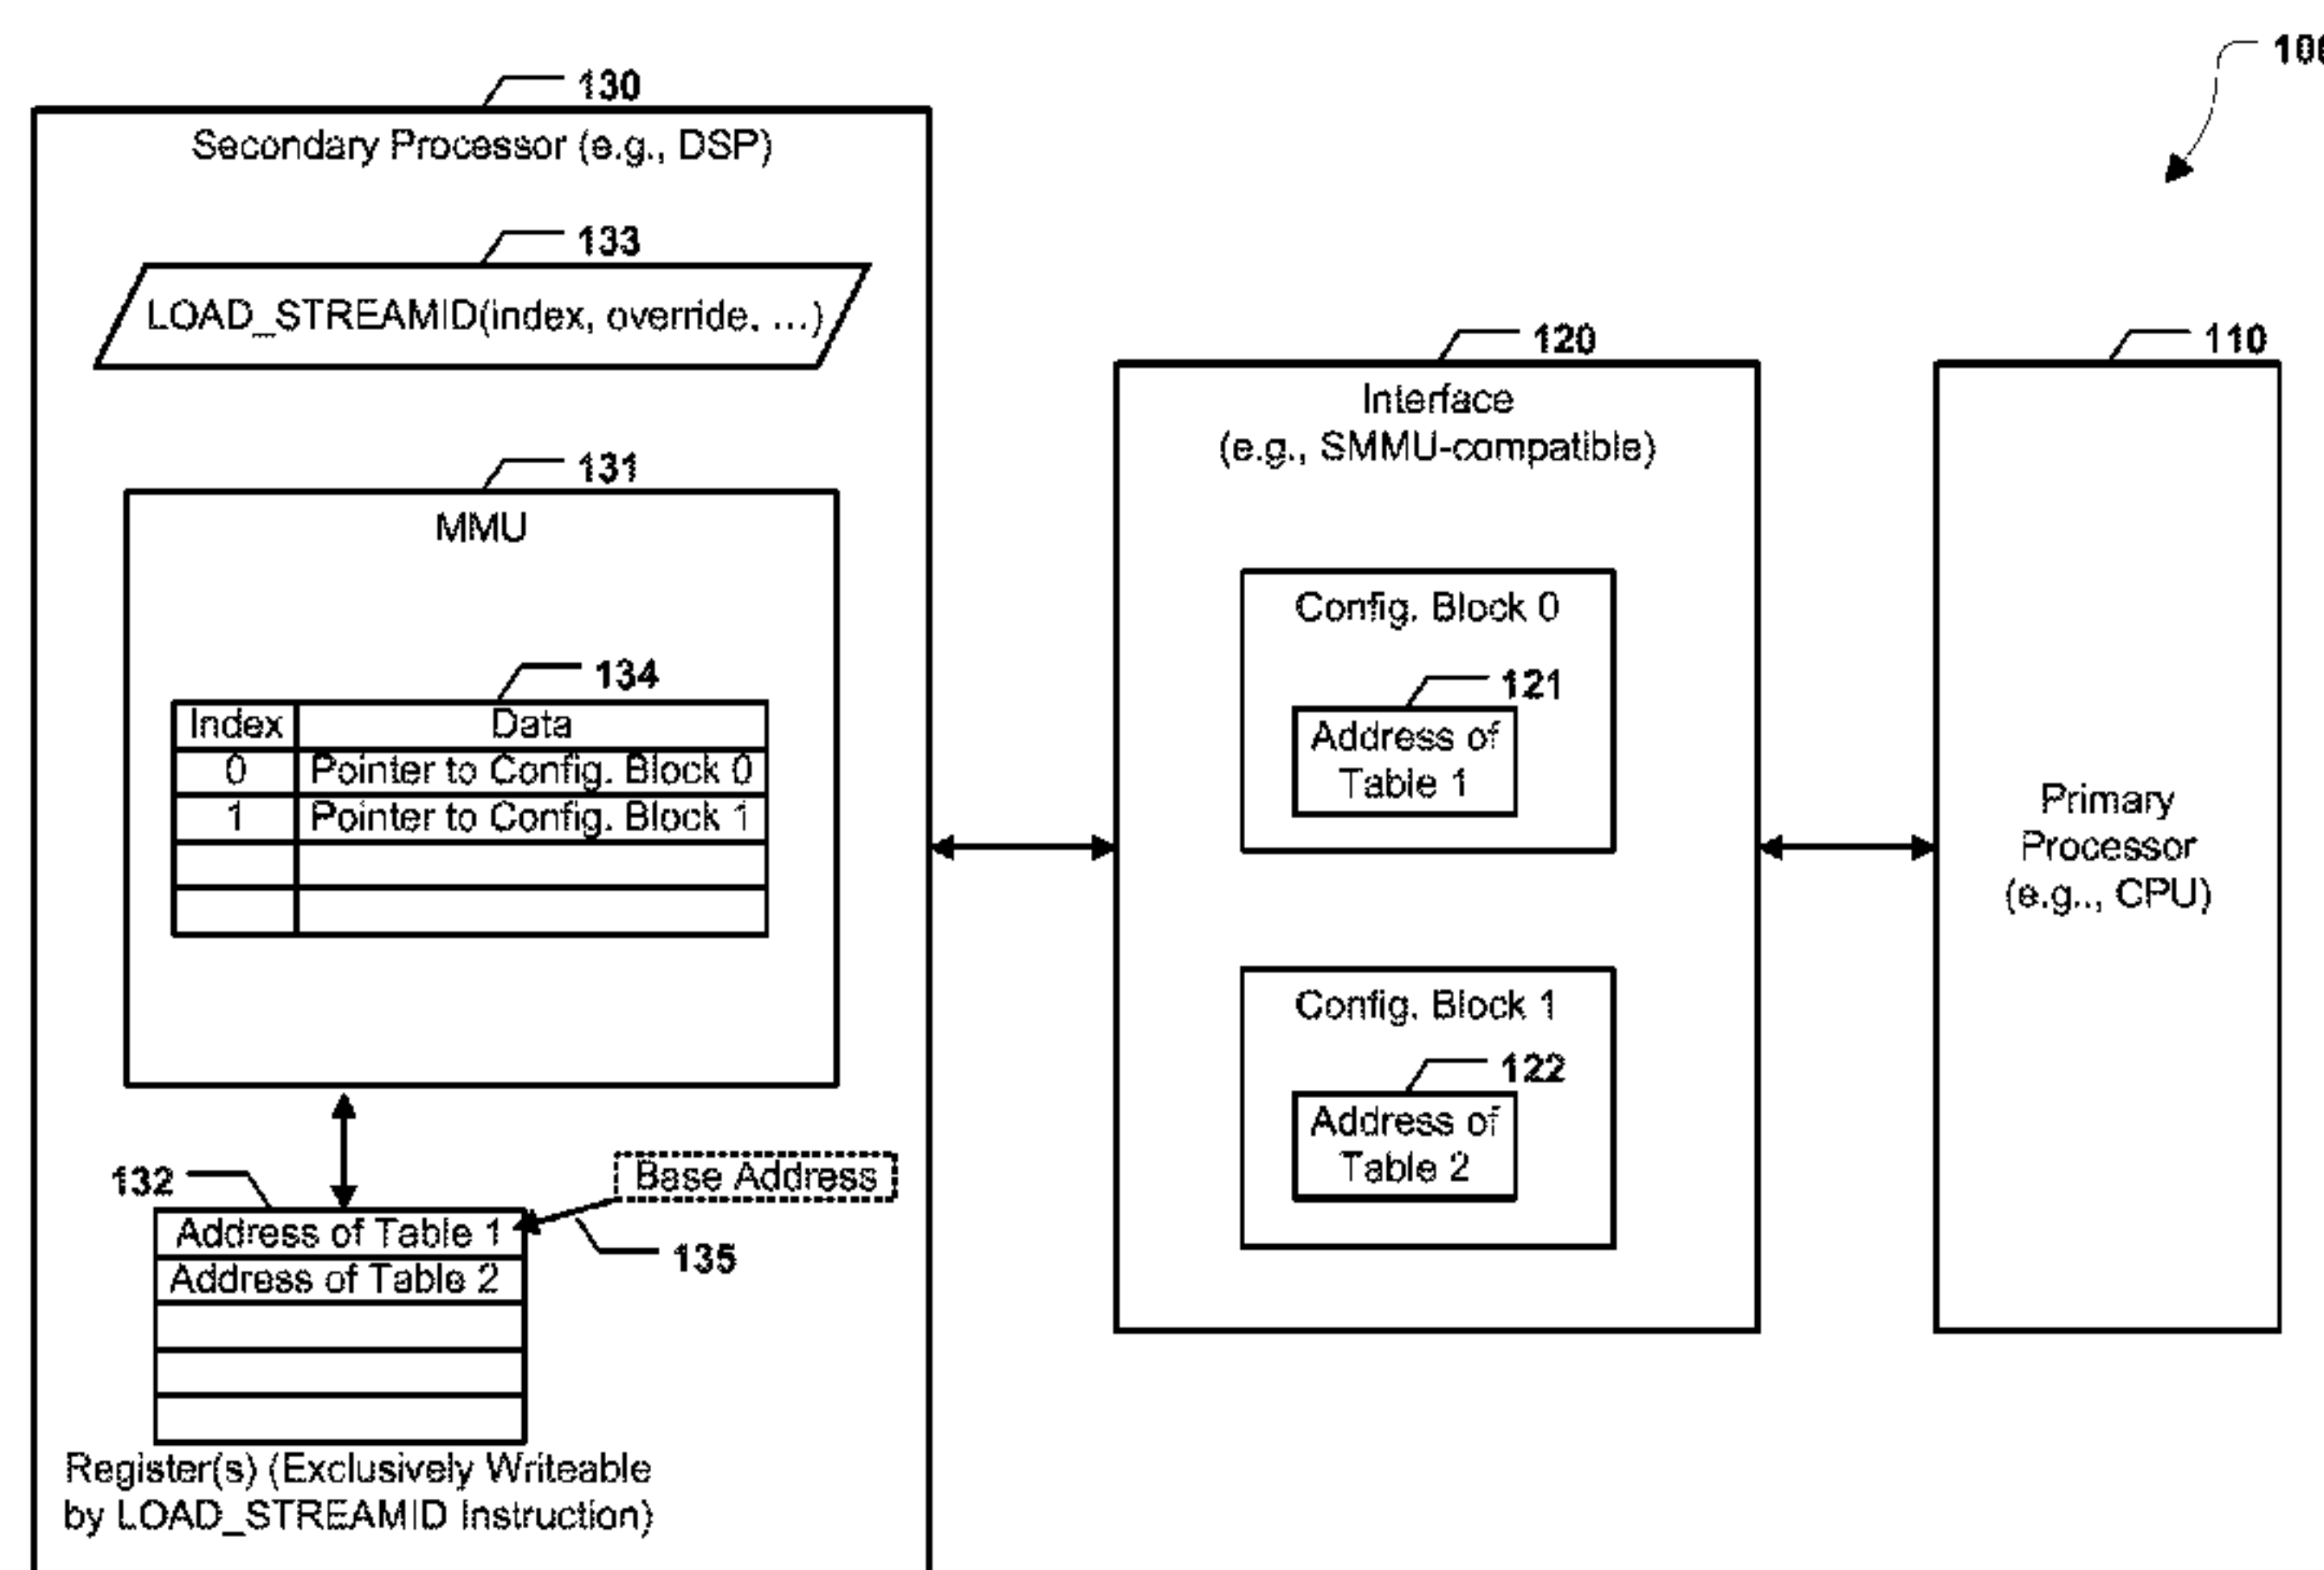 100
130
Secondary Processor (e.g., DSP)
133
LOAD_STREAMID(index, override, ...)
131
MMU
134
Index Data
0 Pointer to Config. Block 0
1 Pointer to Config. Block 1
132
Base Address
135
Address of Table 1
Address of Table 2
Register(s) (Exclusively Writeable
by LOAD_STREAMID Instruction)
120
Interface
(e.g., SMMU-compatible)
Config. Block 0
121
Address of
Table 1
Config. Block 1
122
Address of
Table 2
110
Primary
Processor
(e.g.., CPU)